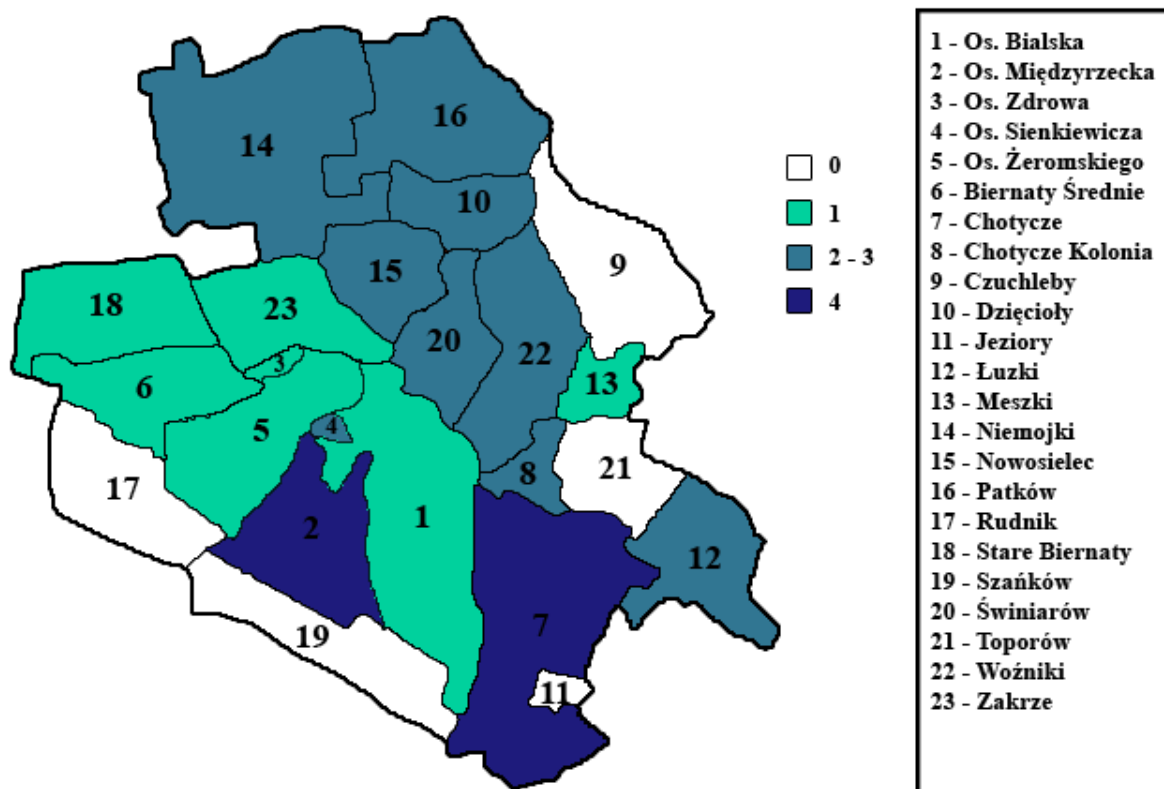 16
14
10
9
15
18
23
20
22
3
13
6
5
4
8
21
17
2
1
12
7
19
11
0
1
2 - 3
4
1 - Os. Bialska
2 - Os. Międzyrzecka
3 - Os. Zdrowa
4 - Os. Sienkiewicza
5 - Os. Żeromskiego
6 - Biernaty Średnie
7 - Chotycze
8 - Chotycze Kolonia
9 - Czuchleby
10 - Dzięcioły
11 - Jeziory
12 - Łuzki
13 - Meszki
14 - Niemojki
15 - Nowosielec
16 - Patków
17 - Rudnik
18 - Stare Biernaty
19 - Szańków
20 - Świniarów
21 - Toporów
22 - Woźniki
23 - Zakrze